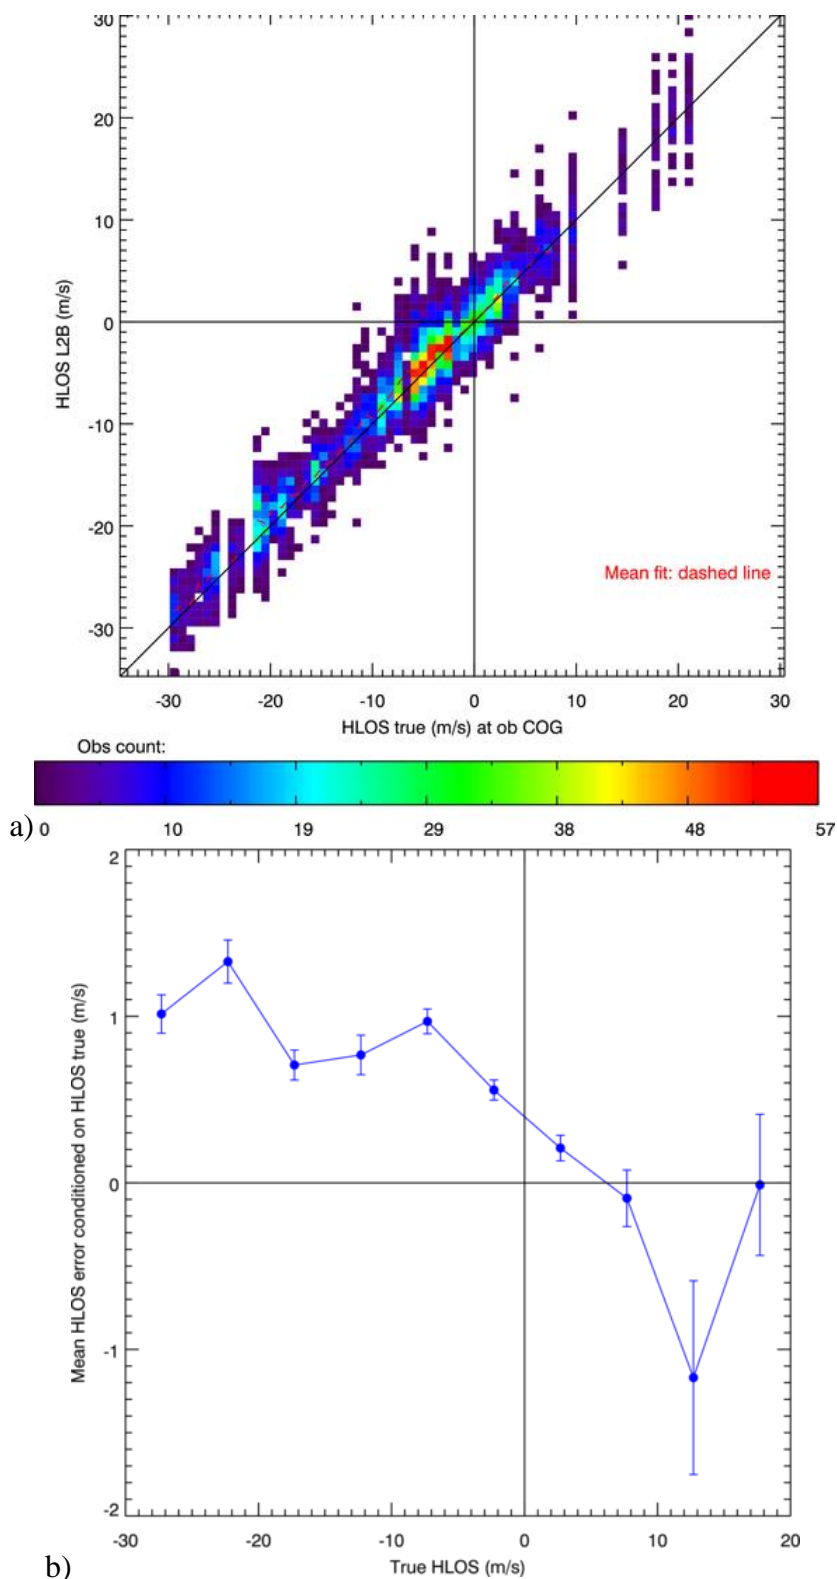 30
20
10
0
-10
-20
-30
HLOS L2B (m/s)
-30 -20 -10 0 10 20 30
HLOS true (m/s) at ob COG
Mean fit: dashed line
Obs count:
a) 0 10 19 29 38 48 57
2
1
0
-1
-2
Mean HLOS error conditioned on HLOS true (m/s)
-30 -20 -10 0 10 20
True HLOS (m/s)
b)